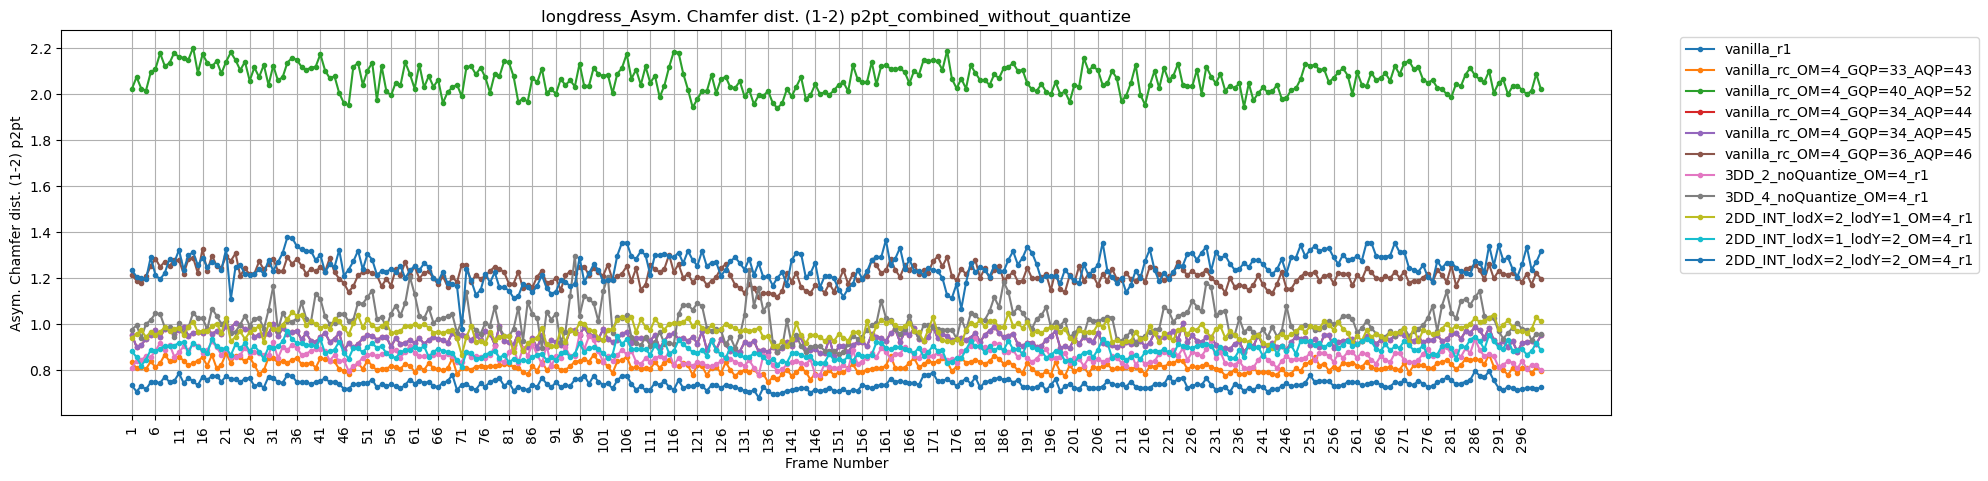 longdress_Asym. Chamfer dist. (1-2) p2pt_combined_without_quantize
Asym. Chamfer dist. (1-2) p2pt
2.2
2.0
1.8
1.6
1.4
1.2
1.0
0.8
1 6 11 16 21 26 31 36 41 46 51 56 61 66 71 76 81 86 91 96 101 106 111 116 121 126 131 136 141 146 151 156 161 166 171 176 181 186 191 196 201 206 211 216 221 226 231 236 241 246 251 256 261 266 271 276 281 286 291 296
Frame Number
vanilla_r1
vanilla_rc_OM=4_GQP=33_AQP=43
vanilla_rc_OM=4_GQP=40_AQP=52
vanilla_rc_OM=4_GQP=34_AQP=44
vanilla_rc_OM=4_GQP=34_AQP=45
vanilla_rc_OM=4_GQP=36_AQP=46
3DD_2_noQuantize_OM=4_r1
3DD_4_noQuantize_OM=4_r1
2DD_INT_lodX=2_lodY=1_OM=4_r1
2DD_INT_lodX=1_lodY=2_OM=4_r1
2DD_INT_lodX=2_lodY=2_OM=4_r1